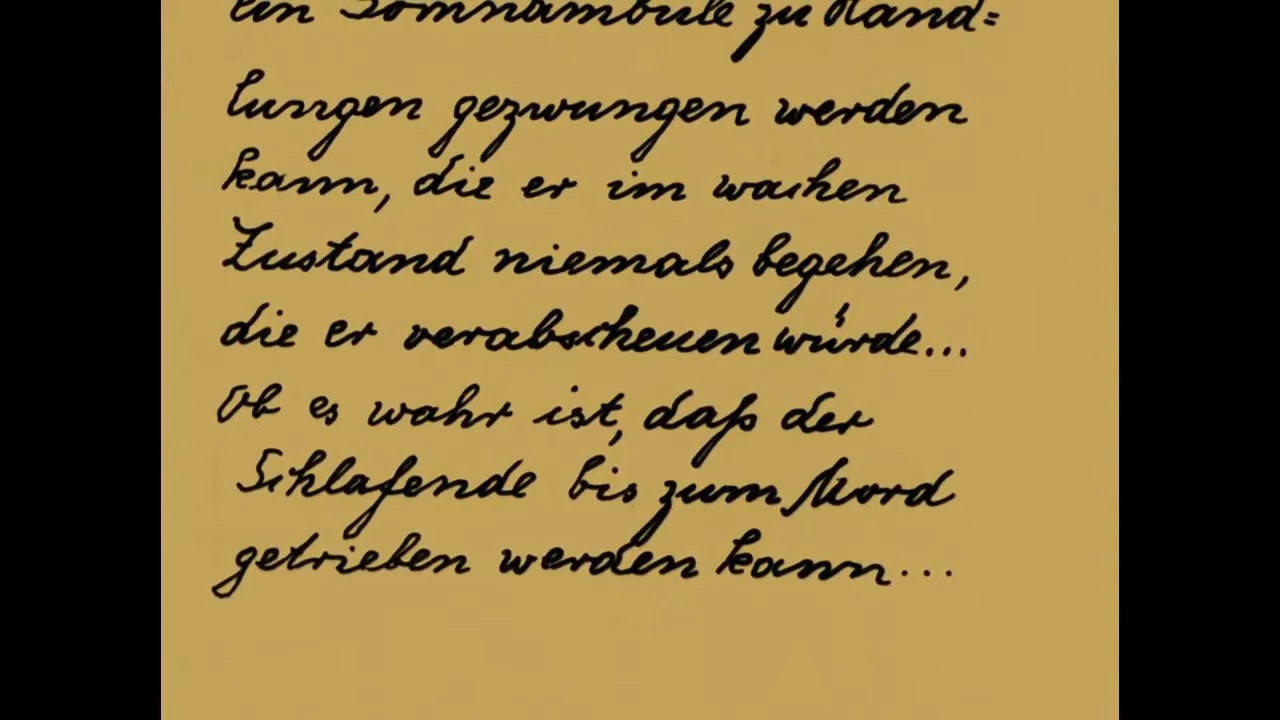 ein Somnambule zu Hand=
lungen gezwungen werden
kann, die er im wachen
Zustand niemals begehen,
die er verabscheuen würde...
Ob es wahr ist, daß der
Schlafende bis zum Mord
getrieben werden kann...